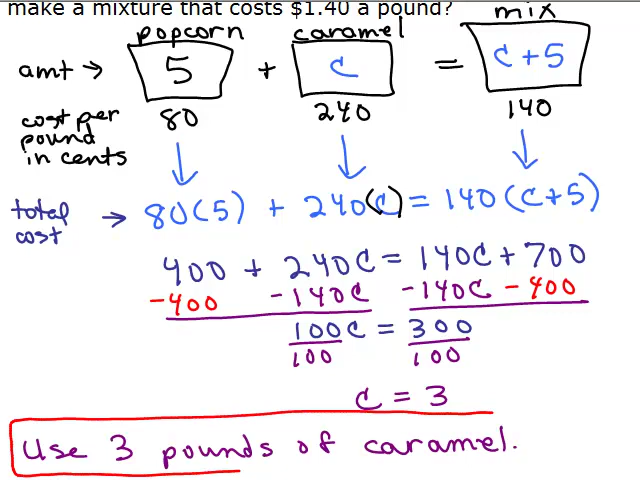 make a mixture that costs $1.40 a pound?
popcorn caramel mix
amt → 5 + c = c + 5
cost per pound in cents 80 240 140
total cost → 80(5) + 240(c) = 140(c+5)
400 + 240c = 140c + 700
-400 -140c -140c - 400
100c = 300
100 100
c = 3
Use 3 pounds of caramel.